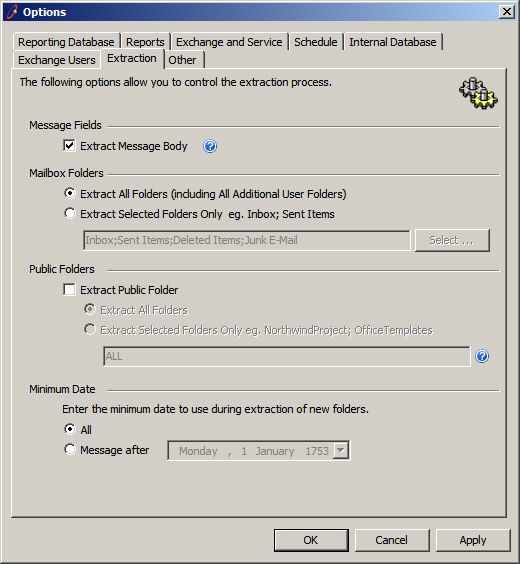 Options
Reporting Database Reports Exchange and Service Schedule Internal Database
Exchange Users Extraction Other
The following options allow you to control the extraction process.
Message Fields
Extract Message Body ?
Mailbox Folders
Extract All Folders (including All Additional User Folders)
Extract Selected Folders Only eg. Inbox; Sent Items
Inbox;Sent Items;Deleted Items;Junk E-Mail Select ...
Public Folders
Extract Public Folder
Extract All Folders
Extract Selected Folders Only eg. NorthwindProject; OfficeTemplates
ALL ?
Minimum Date
Enter the minimum date to use during extraction of new folders.
All
Message after Monday , 1 January 1753
OK Cancel Apply